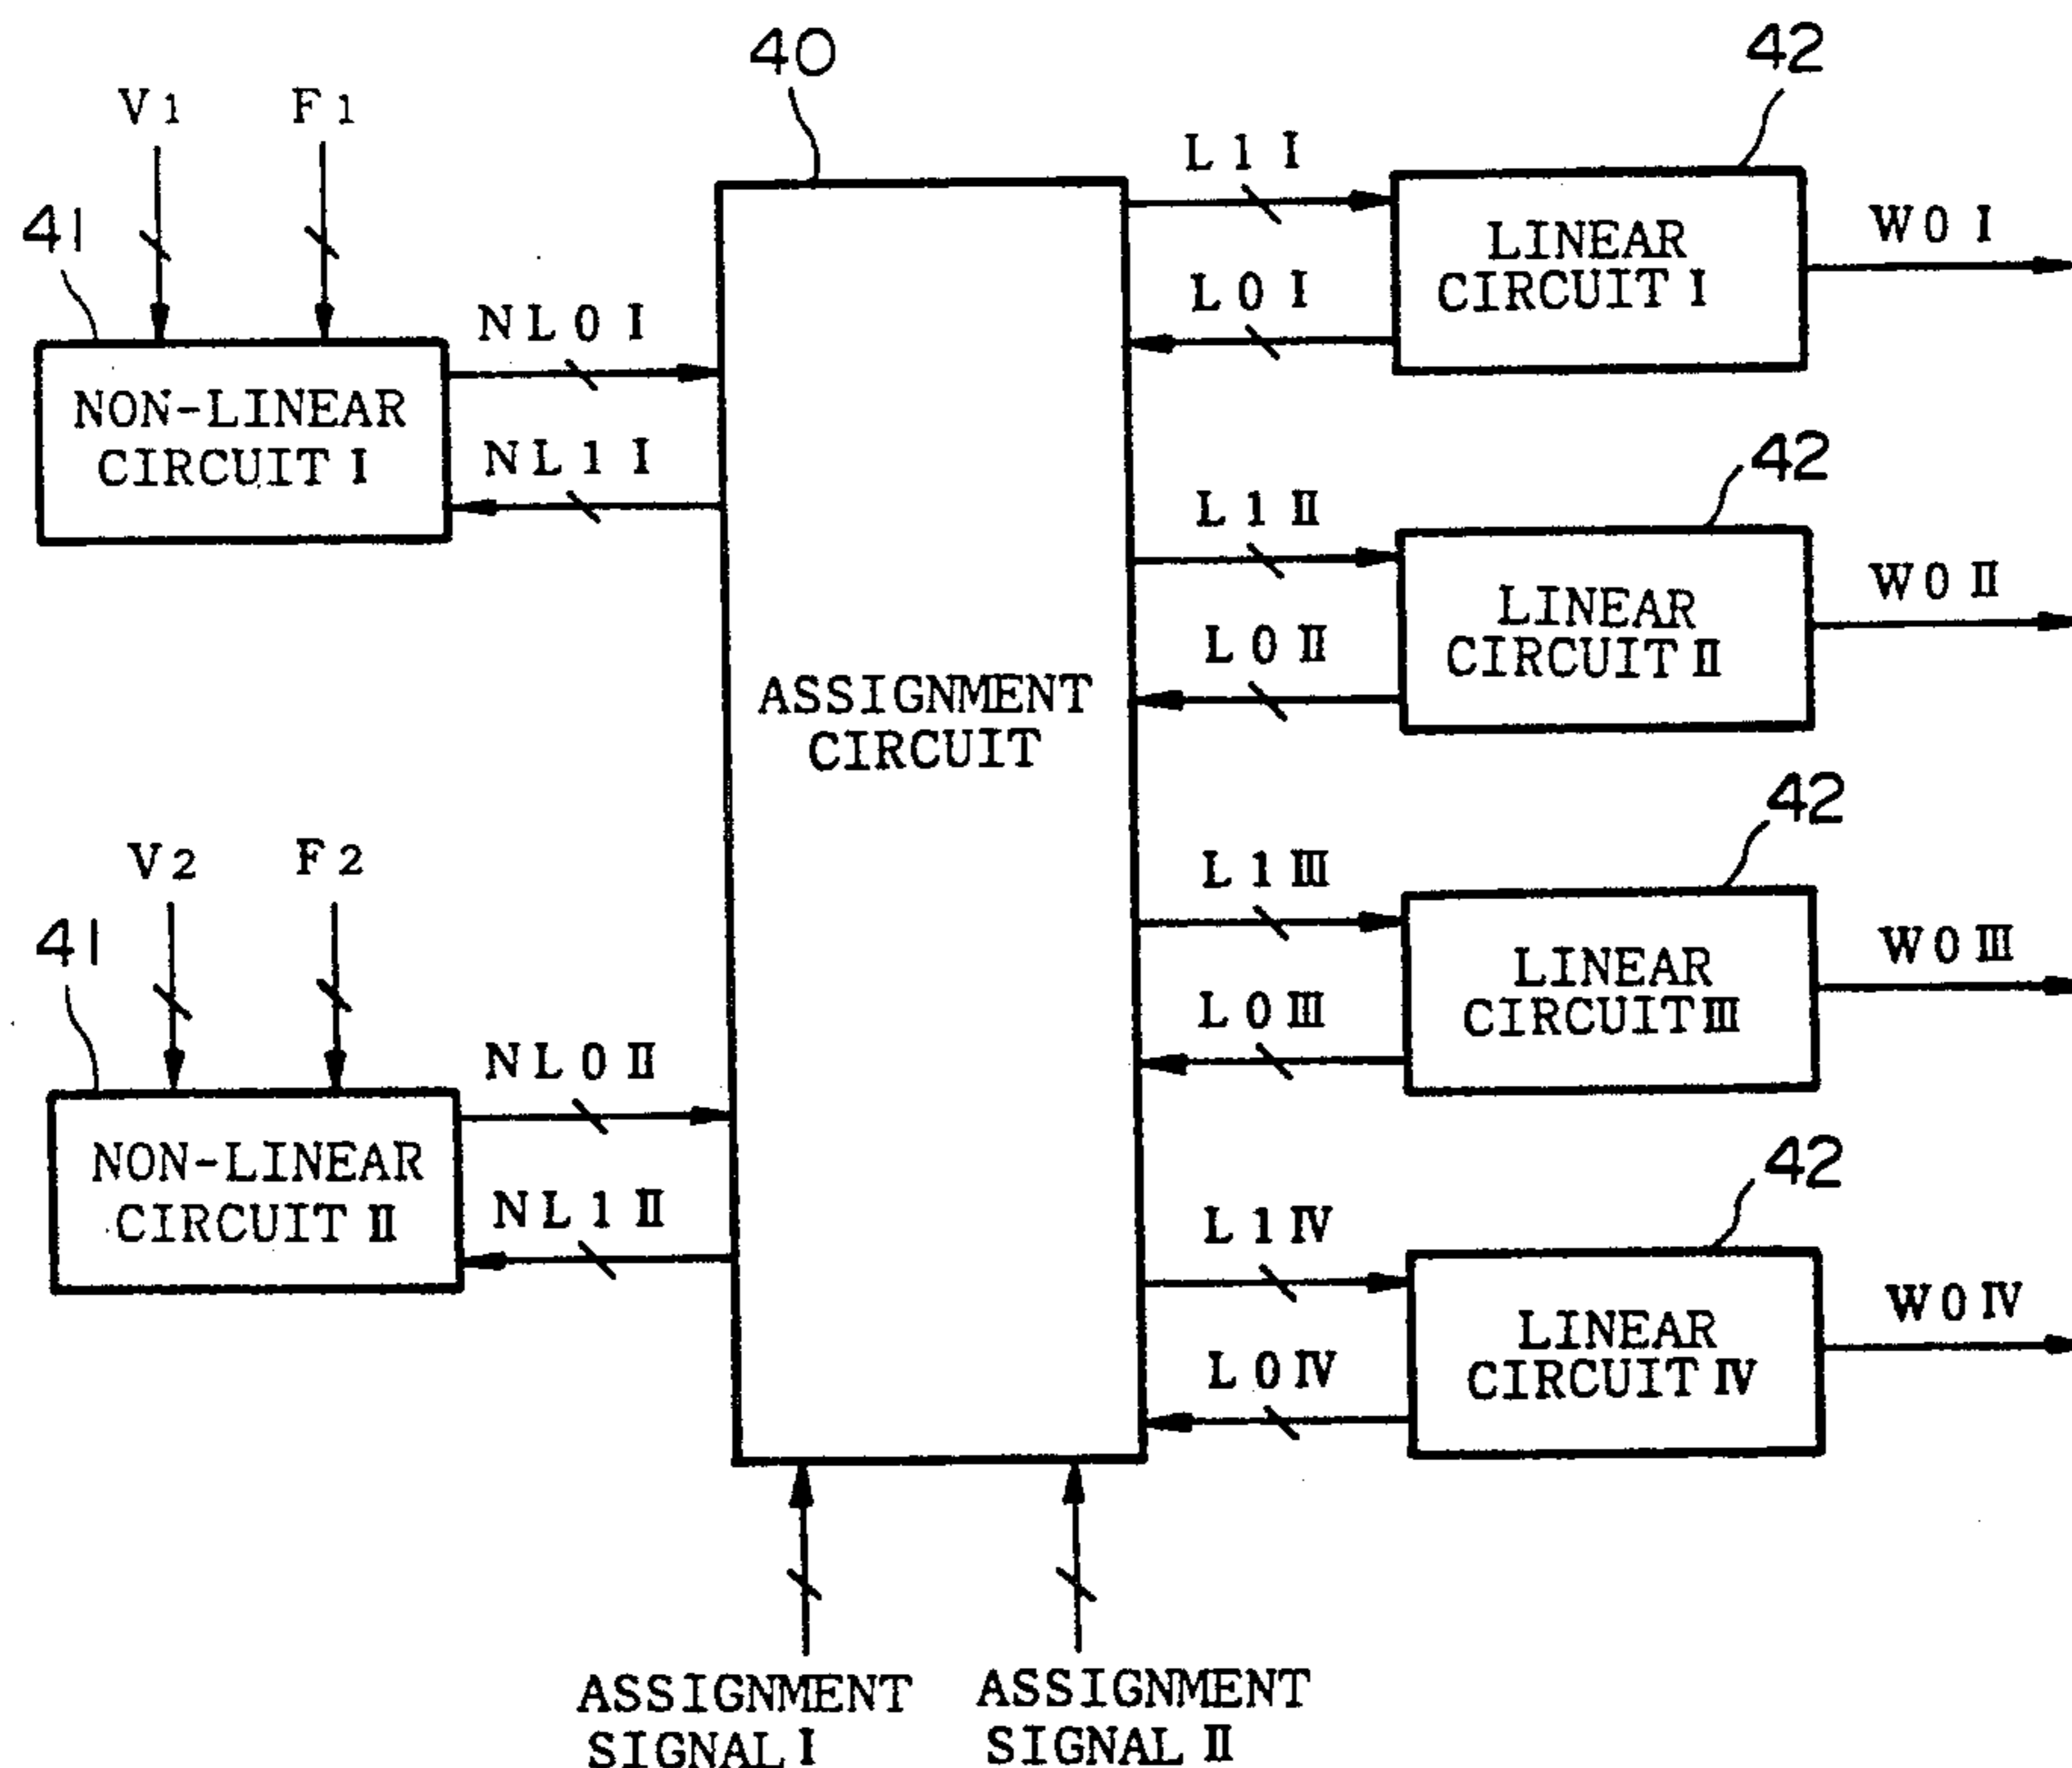 40
42
V1
F1
L1 I
41
W0 I
LINEAR
CIRCUIT I
L0 I
NL0 I
NON-LINEAR
CIRCUIT I
NL1 I
42
L1 II
W0 II
LINEAR
CIRCUIT II
L0 II
ASSIGNMENT
CIRCUIT
42
V2
F2
L1 III
41
W0 III
LINEAR
CIRCUIT III
L0 III
NL0 II
NON-LINEAR
CIRCUIT II
NL1 II
42
L1 IV
W0 IV
LINEAR
CIRCUIT IV
L0 IV
ASSIGNMENT
SIGNAL I
ASSIGNMENT
SIGNAL II